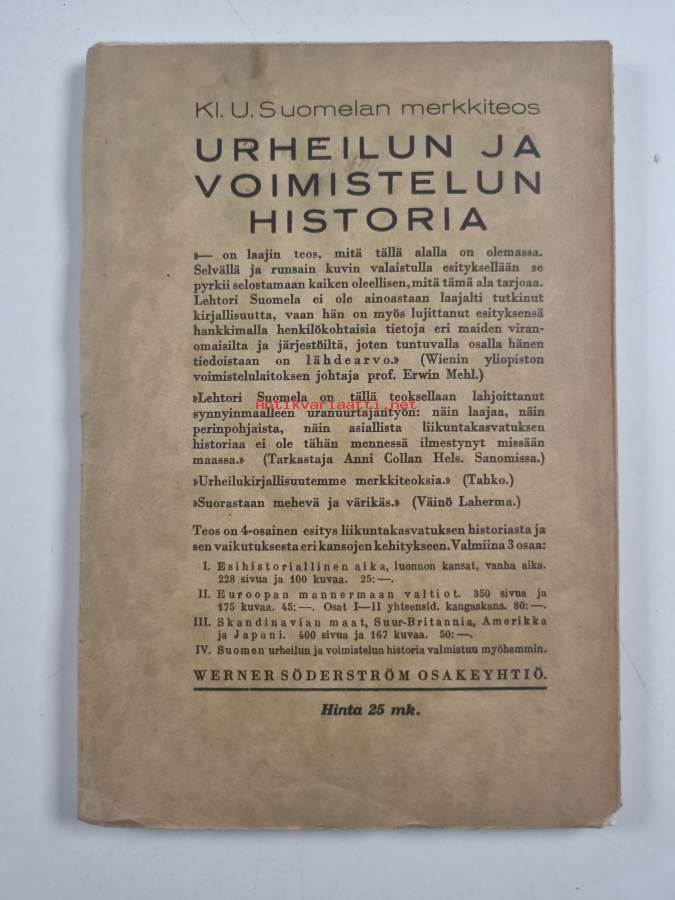 Kl. U. Suomelan merkkiteos
URHEILUN JA
VOIMISTELUN
HISTORIA
»— on laajin teos, mitä tällä alalla on olemassa.
Selvällä ja runsain kuvin valaistulla esityksellään se
pyrkii selostamaan kaiken oleellisen, mitä tämä ala tarjoaa.
Lehtori Suomela ei ole ainoastaan laajalti tutkinut
kirjallisuutta, vaan hän on myös lujittanut esityksensä
hankkimalla henkilökohtaisia tietoja eri maiden viran-
omaisilta ja järjestöiltä, joten tuntuvalla osalla hänen
tiedoistaan on lähdearvo.» (Wienin yliopiston
voimistelulaitoksen johtaja prof. Erwin Mehl.)
»Lehtori Suomela on tällä teoksellaan lahjoittanut
synnyinmaalleen uranuurtajantyön: näin laajaa, näin
perinpohjaista, näin asiallista liikuntakasvatuksen
historiaa ei ole tähän mennessä ilmestynyt missään
maassa.» (Tarkastaja Anni Collan Hels. Sanomissa.)
»Urheilukirjallisuutemme merkkiteoksia.» (Tahko.)
»Suorastaan mehevä ja värikäs.» (Väinö Laherma.)
Teos on 4-osainen esitys liikuntakasvatuksen historiasta ja
sen vaikutuksesta eri kansojen kehitykseen. Valmiina 3 osaa:
I. Esihistoriallinen aika, luonnon kansat, vanha aika.
228 sivua ja 100 kuvaa. 25:—.
II. Euroopan mannermaan valtiot. 350 sivua ja
175 kuvaa. 45:—. Osat I—II yhteensid. kangaskans. 80:—.
III. Skandinavian maat, Suur-Britannia, Amerikka
ja Japani. 400 sivua ja 167 kuvaa. 50:—.
IV. Suomen urheilun ja voimistelun historia valmistuu myöhemmin.
WERNER SÖDERSTRÖM OSAKEYHTIÖ.
Hinta 25 mk.
Antikvariaatti.net